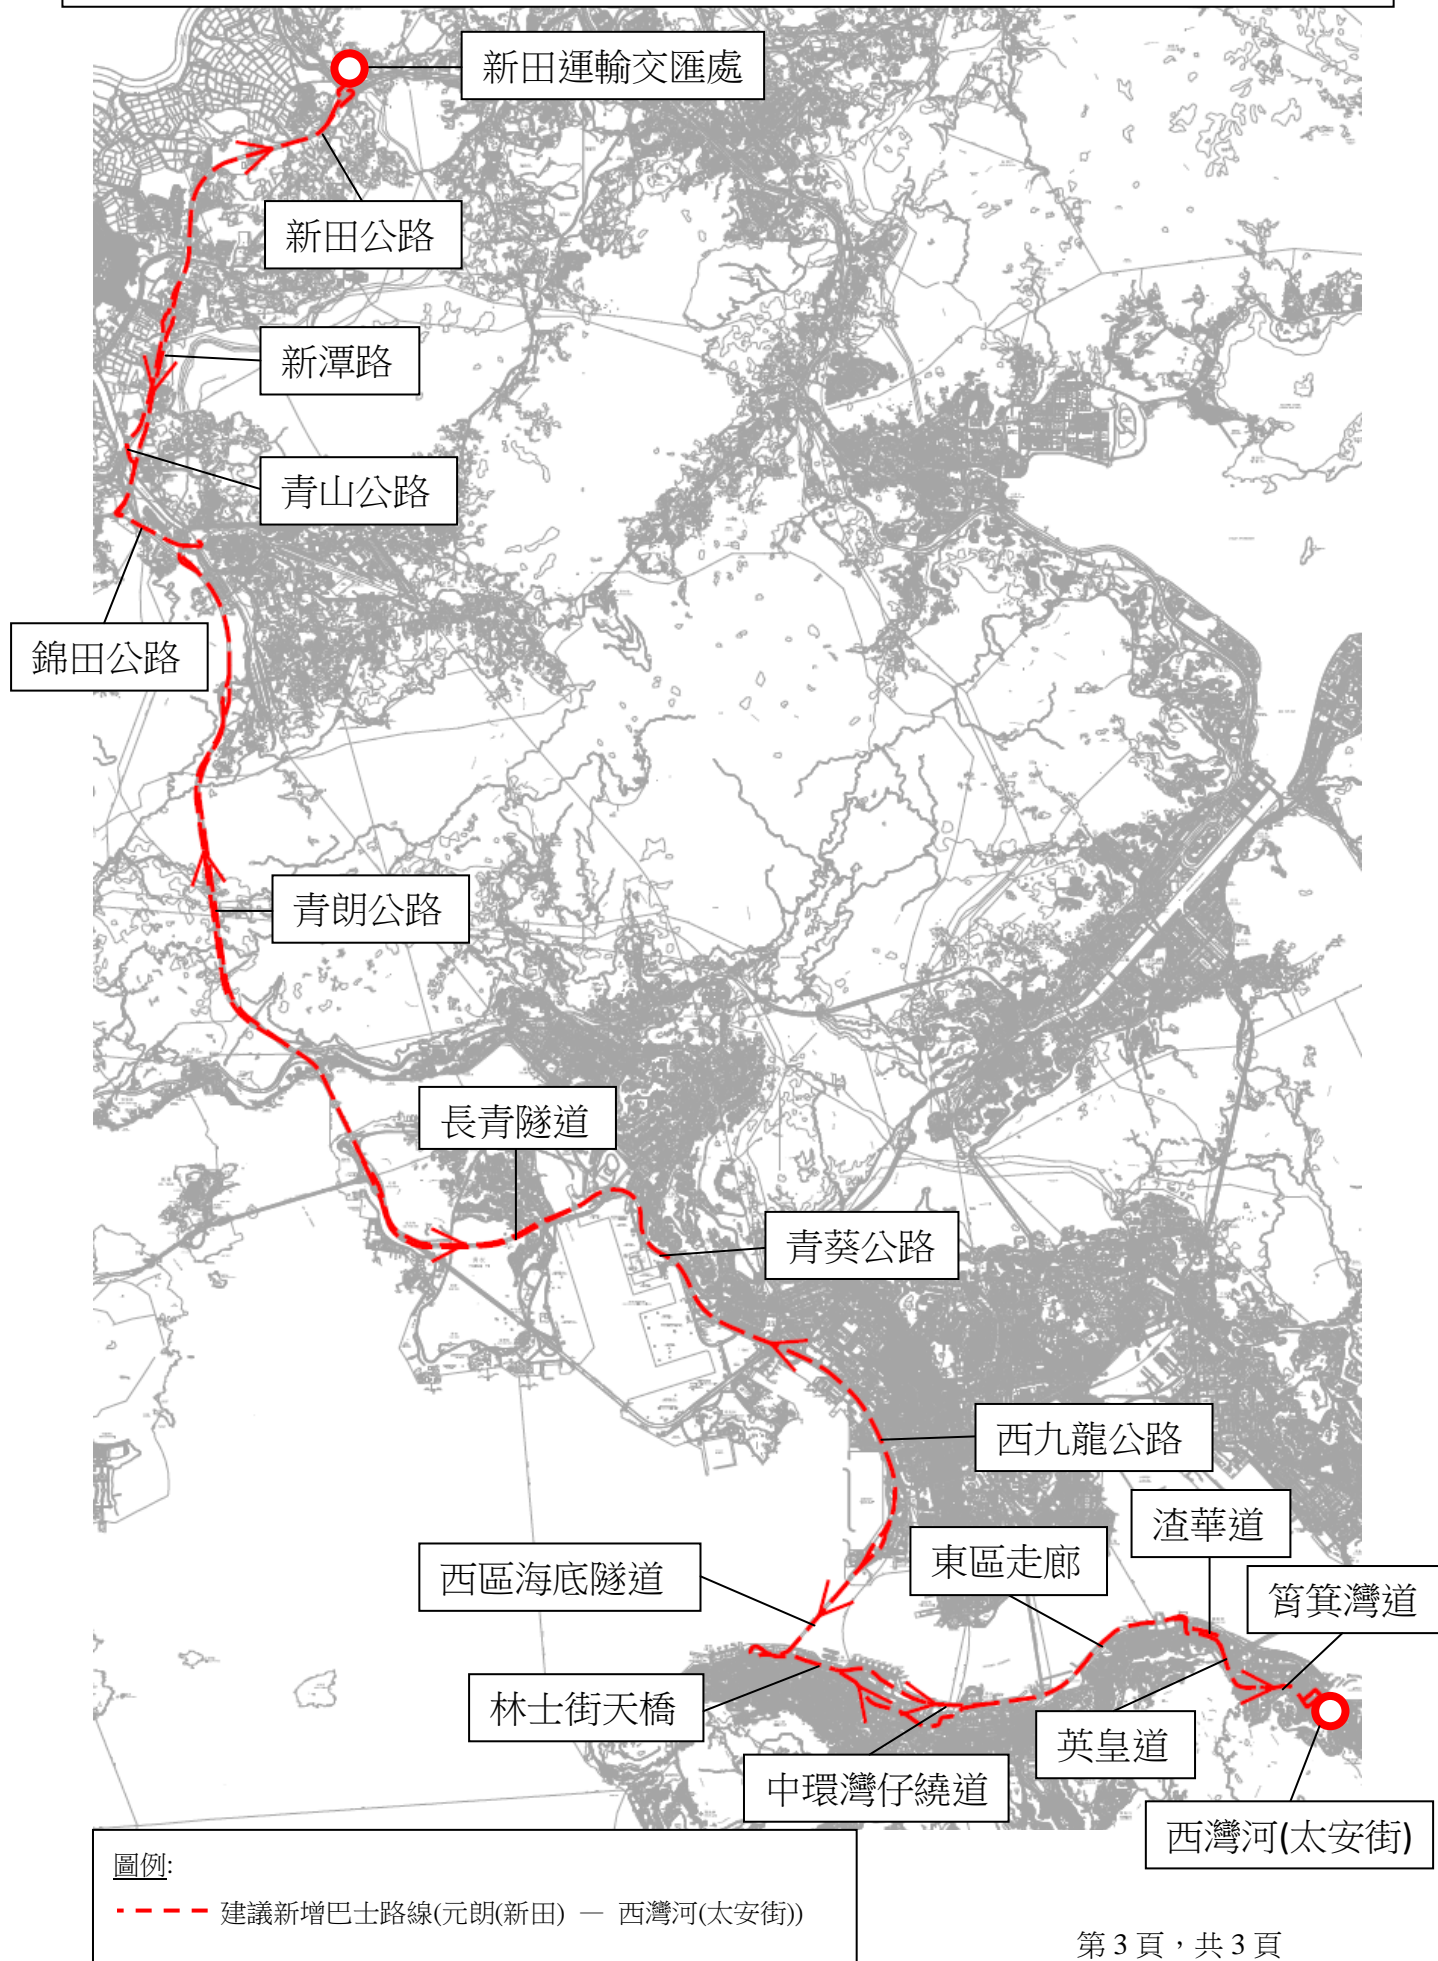 新田運輸交匯處
新田公路
新潭路
青山公路
錦田公路
青朗公路
長青隧道
青葵公路
西九龍公路
渣華道
東區走廊
西區海底隧道
筲箕灣道
林士街天橋
英皇道
中環灣仔繞道
西灣河(太安街)
圖例:
建議新增巴士路線(元朗(新田) — 西灣河(太安街))
第 3 頁，共 3 頁